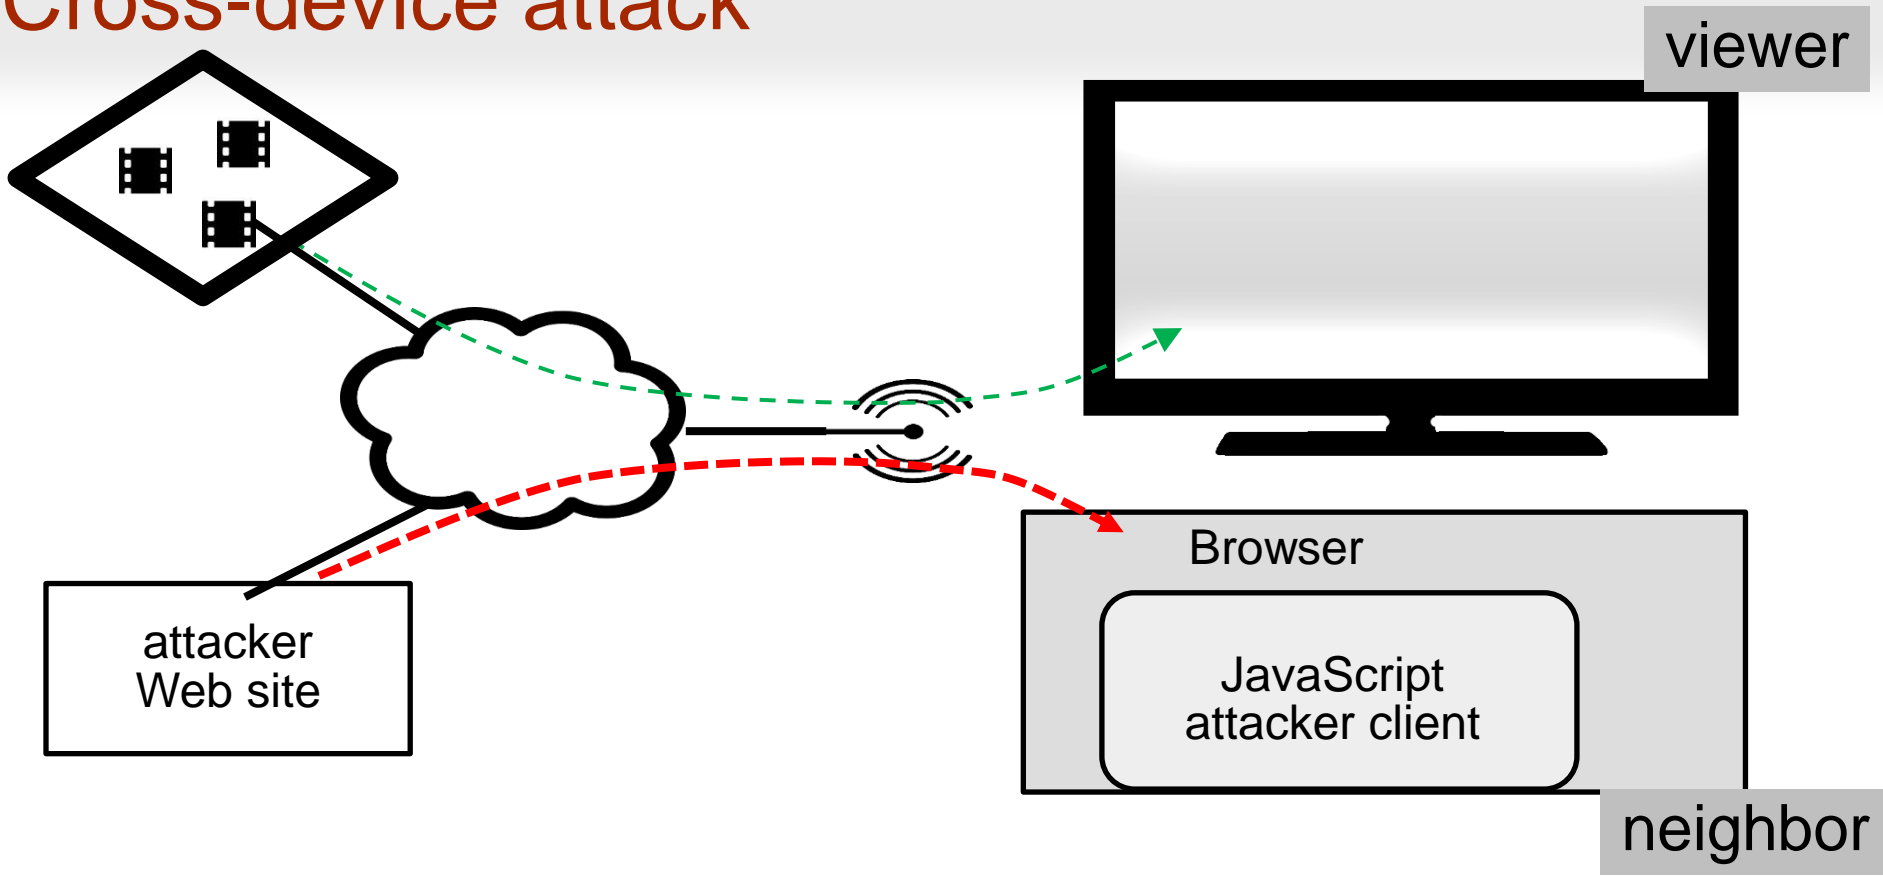 Cross-device attack
viewer
Browser
attacker
Web site
JavaScript
attacker client
neighbor